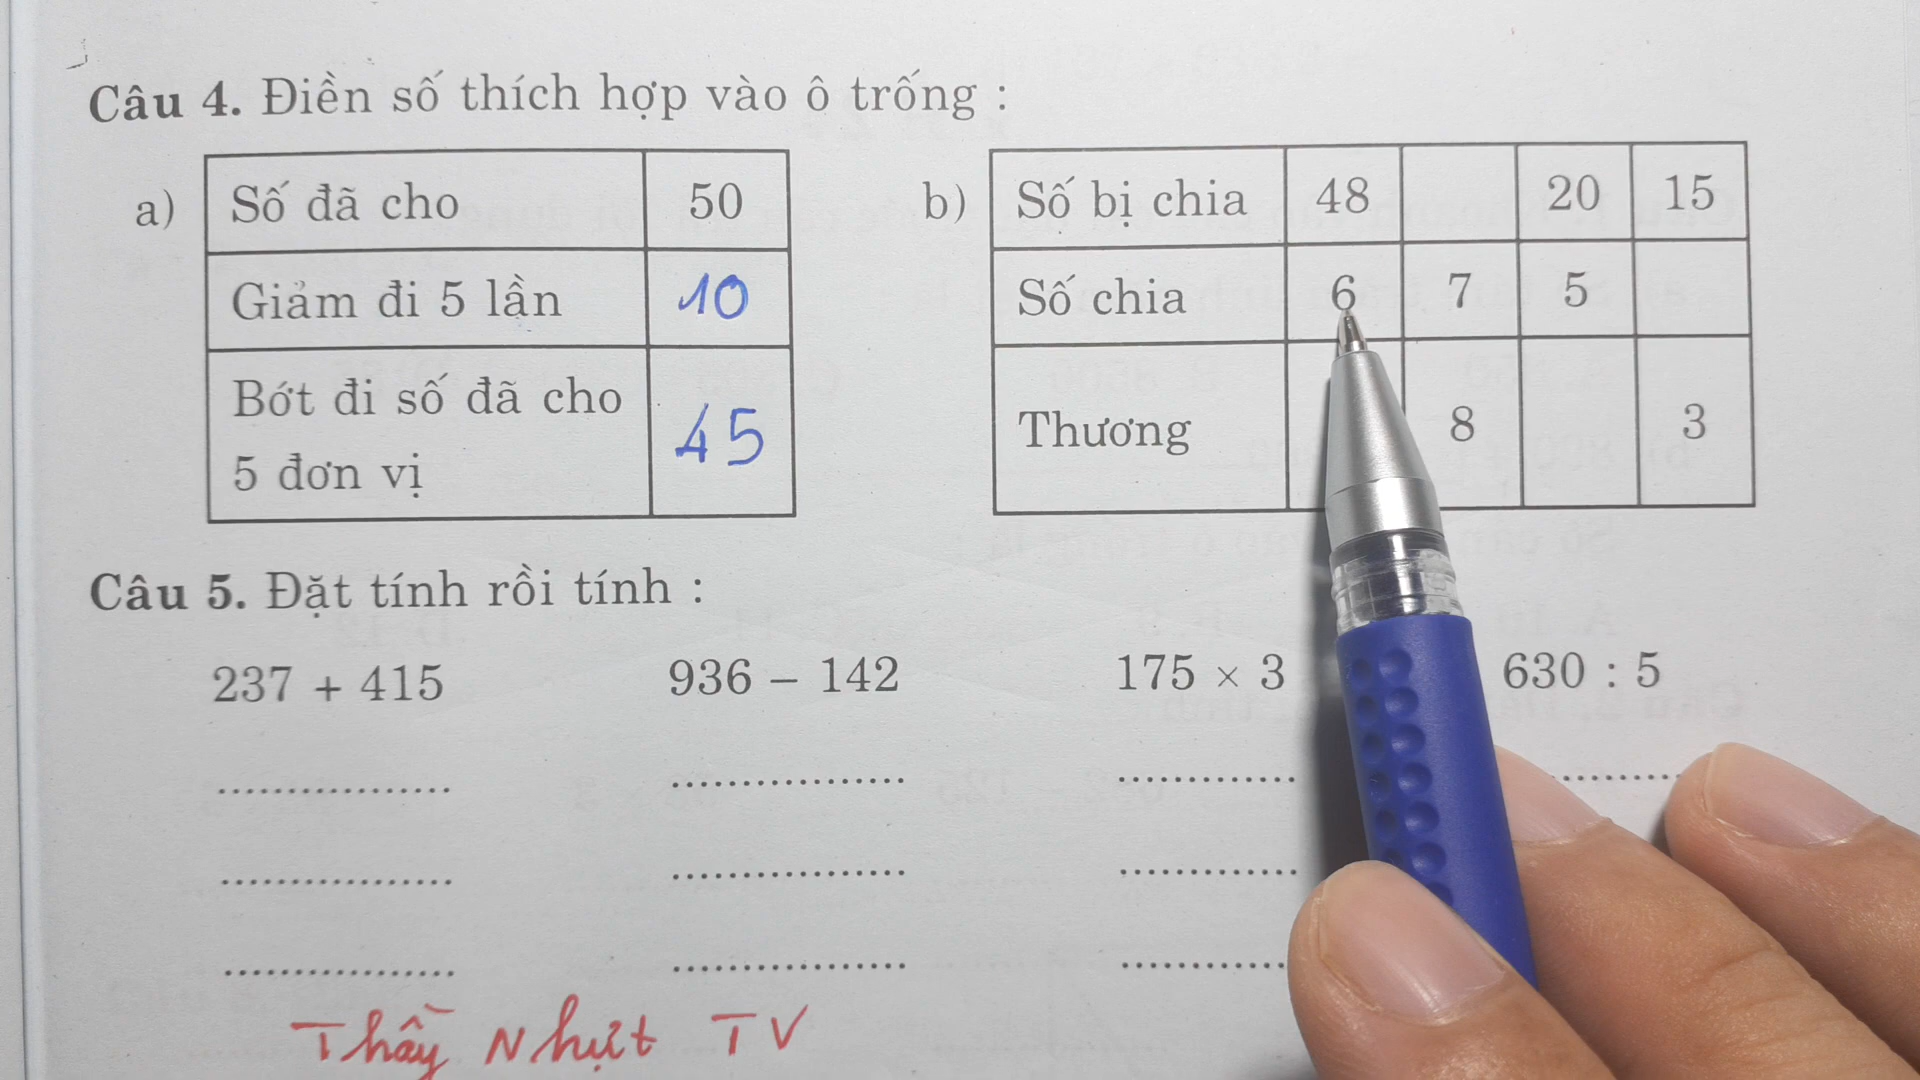 Câu 4. Điền số thích hợp vào ô trống :
a)
Số đã cho 50
Giảm đi 5 lần 10
Bớt đi số đã cho
5 đơn vị 45
b)
Số bị chia 48 20 15
Số chia 6 7 5
Thương 8 3
Câu 5. Đặt tính rồi tính :
237 + 415 936 – 142 175 × 3 630 : 5
.................... .................... ................ ............
.................... .................... ................
.................... .................... ...............
Thầy Nhựt TV